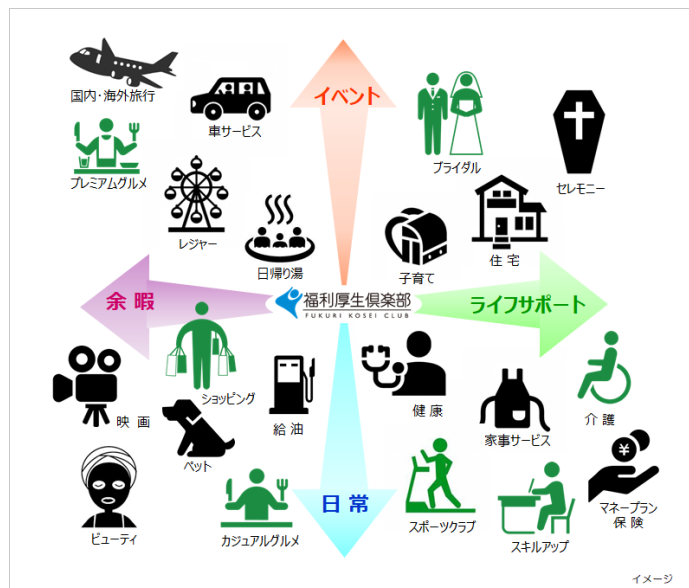 イベント
国内・海外旅行
車サービス
ブライダル
セレモニー
プレミアムグルメ
レジャー
日帰り湯
子育て
住宅
余暇
福利厚生倶楽部
FUKURI KOSEI CLUB
ライフサポート
映画
ショッピング
ペット
給油
健康
家事サービス
介護
ビューティ
カジュアルグルメ
日常
スポーツクラブ
スキルアップ
マネープラン
保険
¥
イメージ